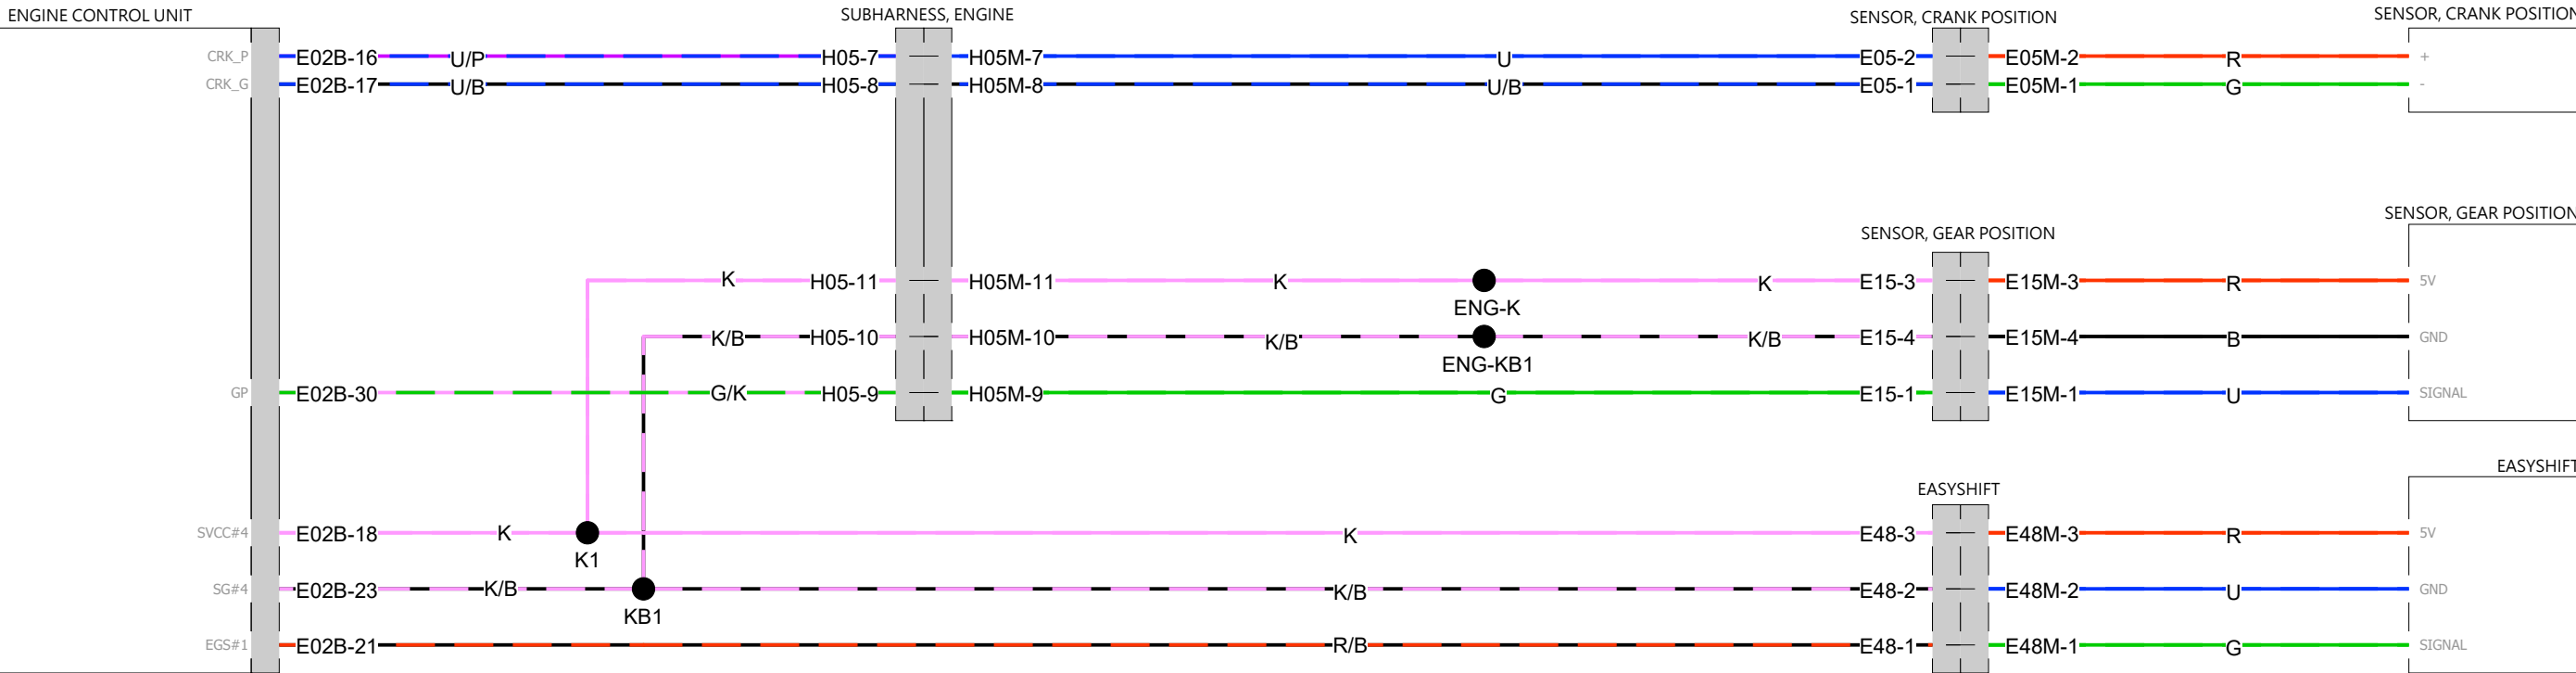 ENGINE CONTROL UNIT
SUBHARNESS, ENGINE
SENSOR, CRANK POSITION
SENSOR, CRANK POSITION
CRK_P E02B-16 U/P H05-7 H05M-7 U E05-2 E05M-2 R +
CRK_G E02B-17 U/B H05-8 H05M-8 U/B E05-1 E05M-1 G -
SENSOR, GEAR POSITION
SENSOR, GEAR POSITION
K H05-11 H05M-11 K K E15-3 E15M-3 R 5V
ENG-K
K/B H05-10 H05M-10 K/B K/B E15-4 E15M-4 B GND
ENG-KB1
GP E02B-30 G/K H05-9 H05M-9 G E15-1 E15M-1 U SIGNAL
EASYSHIFT
EASYSHIFT
SVCC#4 E02B-18 K K E48-3 E48M-3 R 5V
K1
SG#4 E02B-23 K/B K/B E48-2 E48M-2 U GND
KB1
EGS#1 E02B-21 R/B E48-1 E48M-1 G SIGNAL